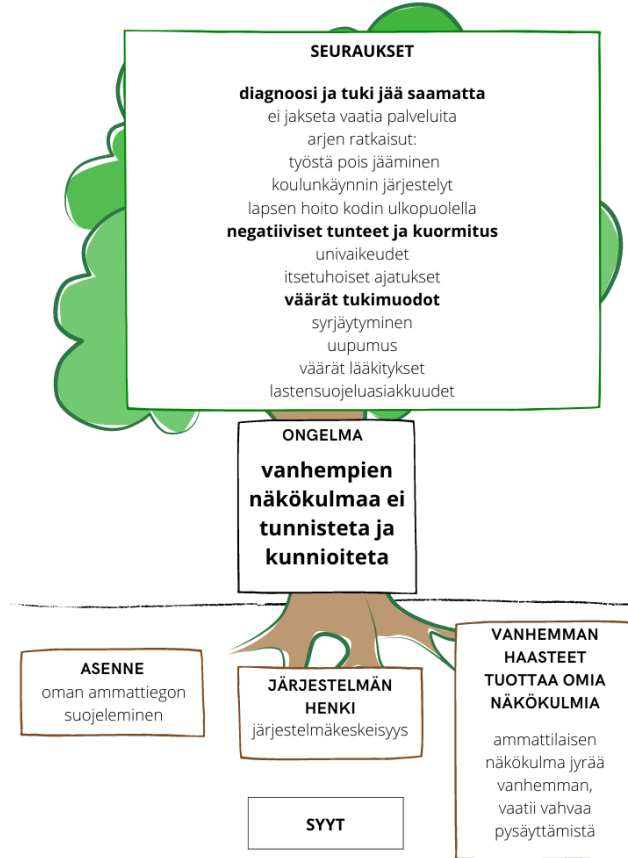 SEURAUKSET
diagnoosi ja tuki jää saamatta
ei jakseta vaatia palveluita
arjen ratkaisut:
työstä pois jääminen
koulunkäynnin järjestelyt
lapsen hoito kodin ulkopuolella
negatiiviset tunteet ja kuormitus
univaikeudet
itsetuhoiset ajatukset
väärät tukimuodot
syrjäytyminen
uupumus
väärät lääkitykset
lastensuojeluasiakkuudet
ONGELMA
vanhempien
näkökulmaa ei
tunnisteta ja
kunnioiteta
ASENNE
oman ammattiegon
suojeleminen
JÄRJESTELMÄN
HENKI
järjestelmäkeskeisyys
VANHEMMAN
HAASTEET
TUOTTAA OMIA
NÄKÖKULMIA
ammattilaisen
näkökulma jyrää
vanhemman,
vaatii vahvaa
pysäyttämistä
SYYT